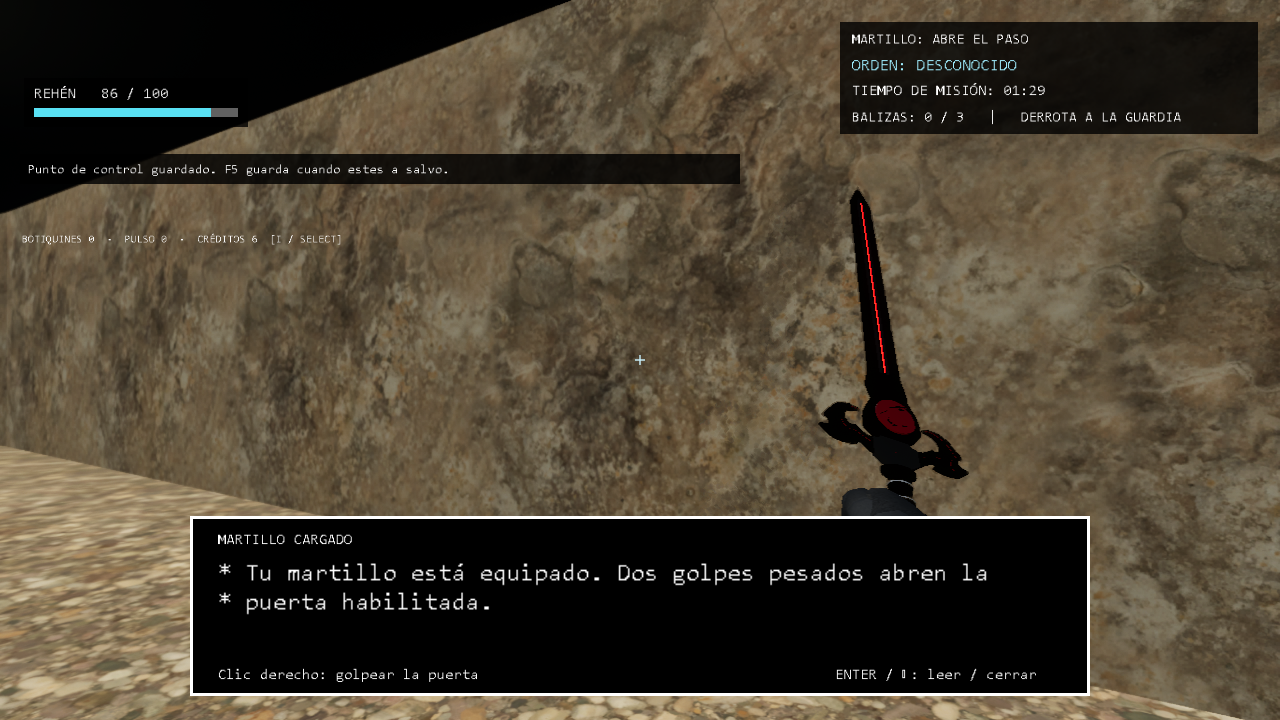 MARTILLO: ABRE EL PASO
ORDEN: DESCONOCIDO
REHÉN 86 / 100
TIEMPO DE MISIÓN: 01:29
BALIZAS: 0 / 3 | DERROTA A LA GUARDIA
Punto de control guardado. F5 guarda cuando estes a salvo.
BOTIQUINES 0 · PULSO 0 · CRÉDITOS 6 [I / SELECT]
MARTILLO CARGADO
* Tu martillo está equipado. Dos golpes pesados abren la
* puerta habilitada.
Clic derecho: golpear la puerta
ENTER / : leer / cerrar